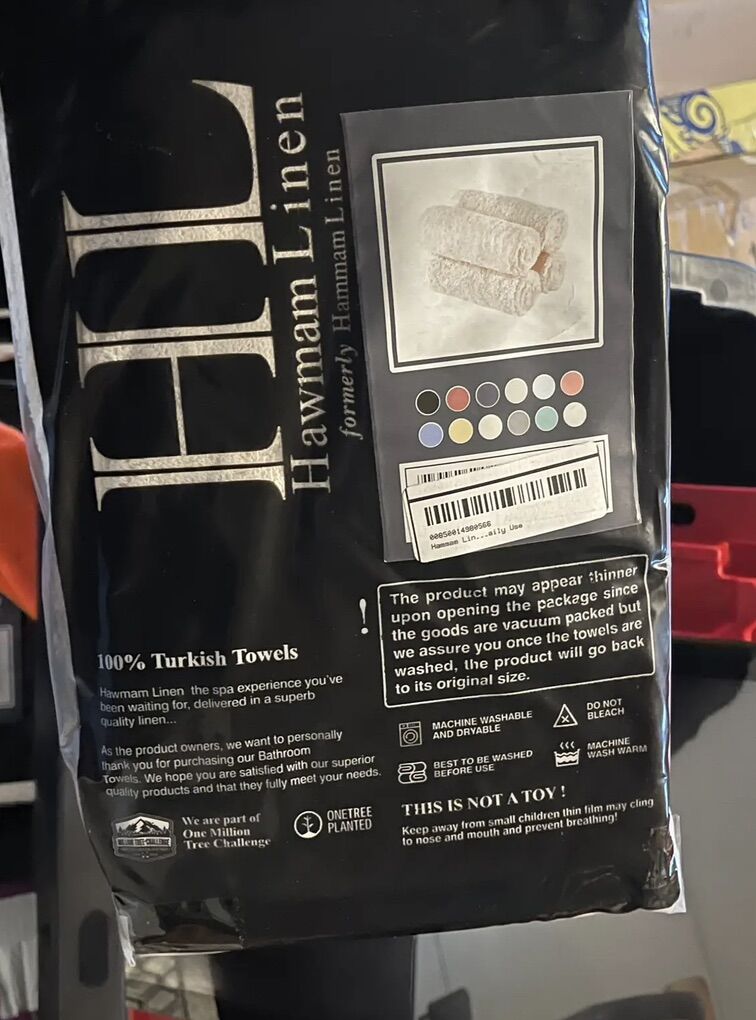 HL
Hawmam Linen
formerly Hammam Linen
00850014980566
Hammam Lin...aily Use
! The product may appear thinner
upon opening the package since
the goods are vacuum packed but
we assure you once the towels are
washed, the product will go back
to its original size.
100% Turkish Towels
Hawmam Linen the spa experience you've
been waiting for, delivered in a superb
quality linen...
As the product owners, we want to personally
thank you for purchasing our Bathroom
Towels. We hope you are satisfied with our superior
quality products and that they fully meet your needs.
We are part of
One Million
Tree Challenge
ONETREE
PLANTED
MACHINE WASHABLE
AND DRYABLE
DO NOT
BLEACH
BEST TO BE WASHED
BEFORE USE
MACHINE
WASH WARM
THIS IS NOT A TOY !
Keep away from small children thin film may cling
to nose and mouth and prevent breathing!